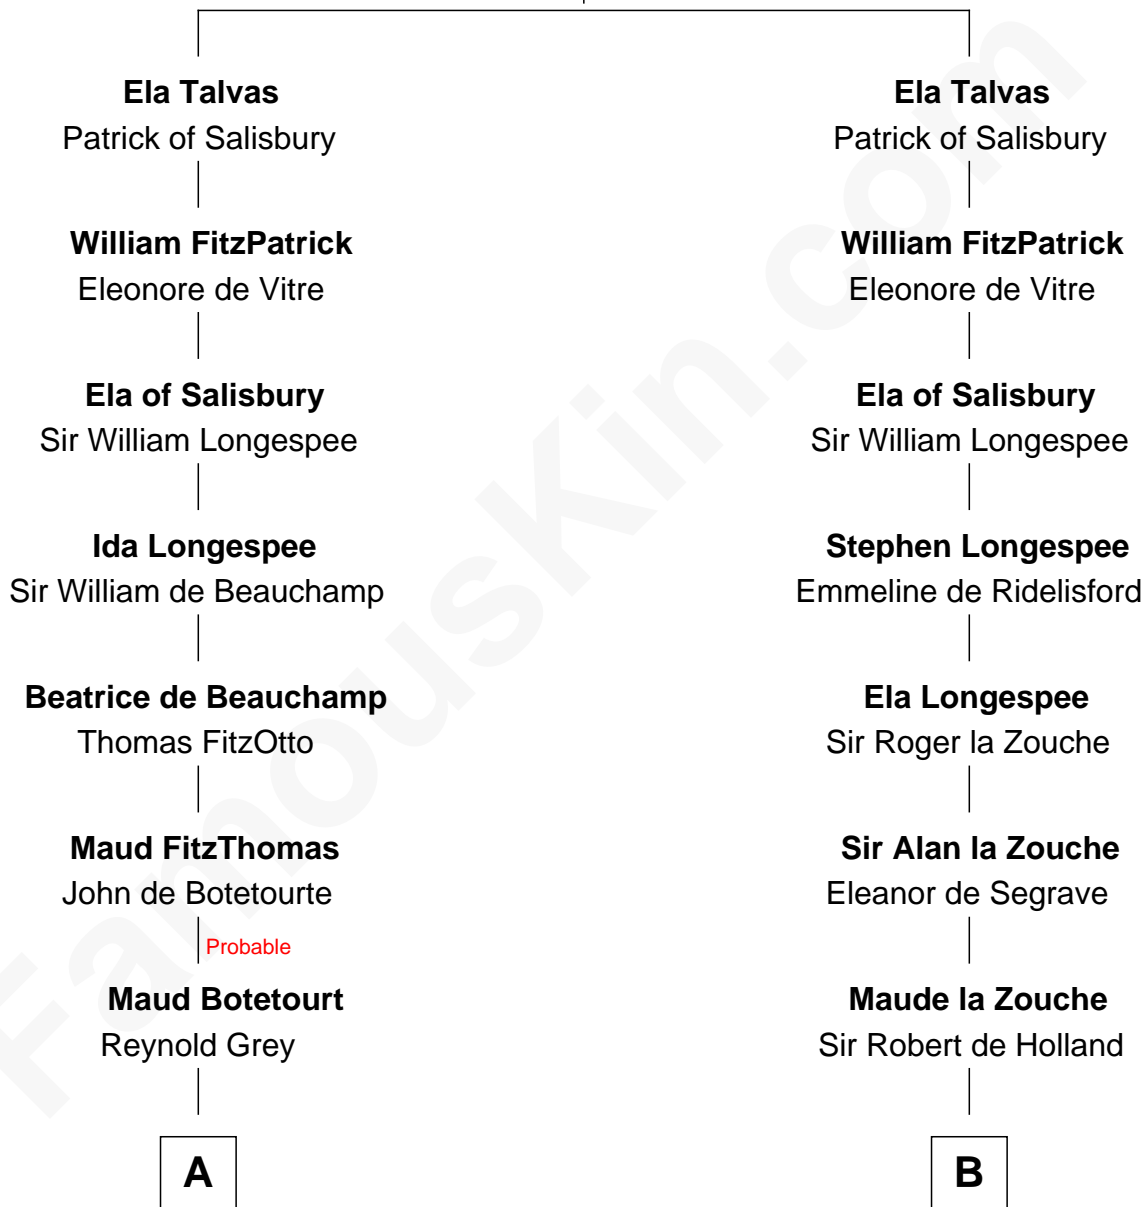 Ela Talvas
Patrick of Salisbury
William FitzPatrick
Eleonore de Vitre
Ela of Salisbury
Sir William Longespee
Ida Longespee
Sir William de Beauchamp
Beatrice de Beauchamp
Thomas FitzOtto
Maud FitzThomas
John de Botetourte
Probable
Maud Botetourt
Reynold Grey
A
Ela Talvas
Patrick of Salisbury
William FitzPatrick
Eleonore de Vitre
Ela of Salisbury
Sir William Longespee
Stephen Longespee
Emmeline de Ridelisford
Ela Longespee
Sir Roger la Zouche
Sir Alan la Zouche
Eleanor de Segrave
Maude la Zouche
Sir Robert de Holland
B
FamousKin.com